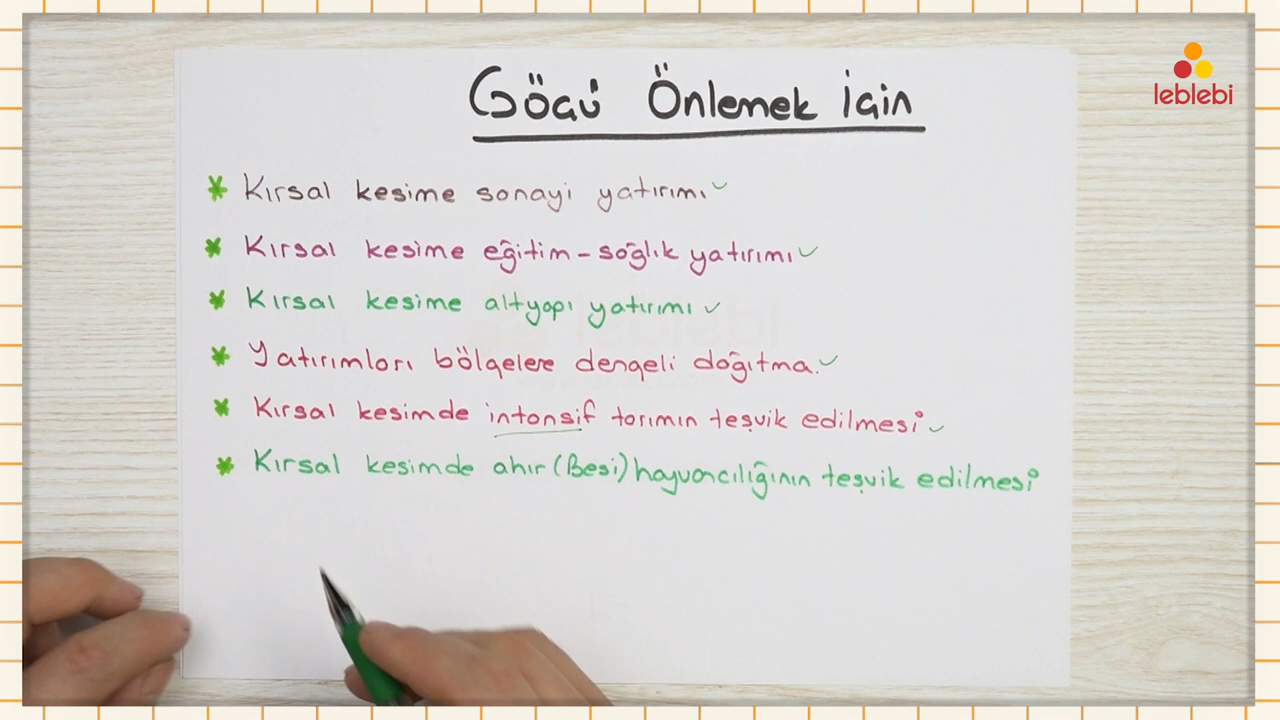 Göçü Önlemek İçin
leblebi
* Kırsal kesime sanayi yatırımı ✓
* Kırsal kesime eğitim-sağlık yatırımı ✓
* Kırsal kesime altyapı yatırımı ✓
* Yatırımları bölgelere dengeli dağıtma. ✓
* Kırsal kesimde intansif tarımın teşvik edilmesi ✓
* Kırsal kesimde ahır (Besi) hayvancılığının teşvik edilmesi